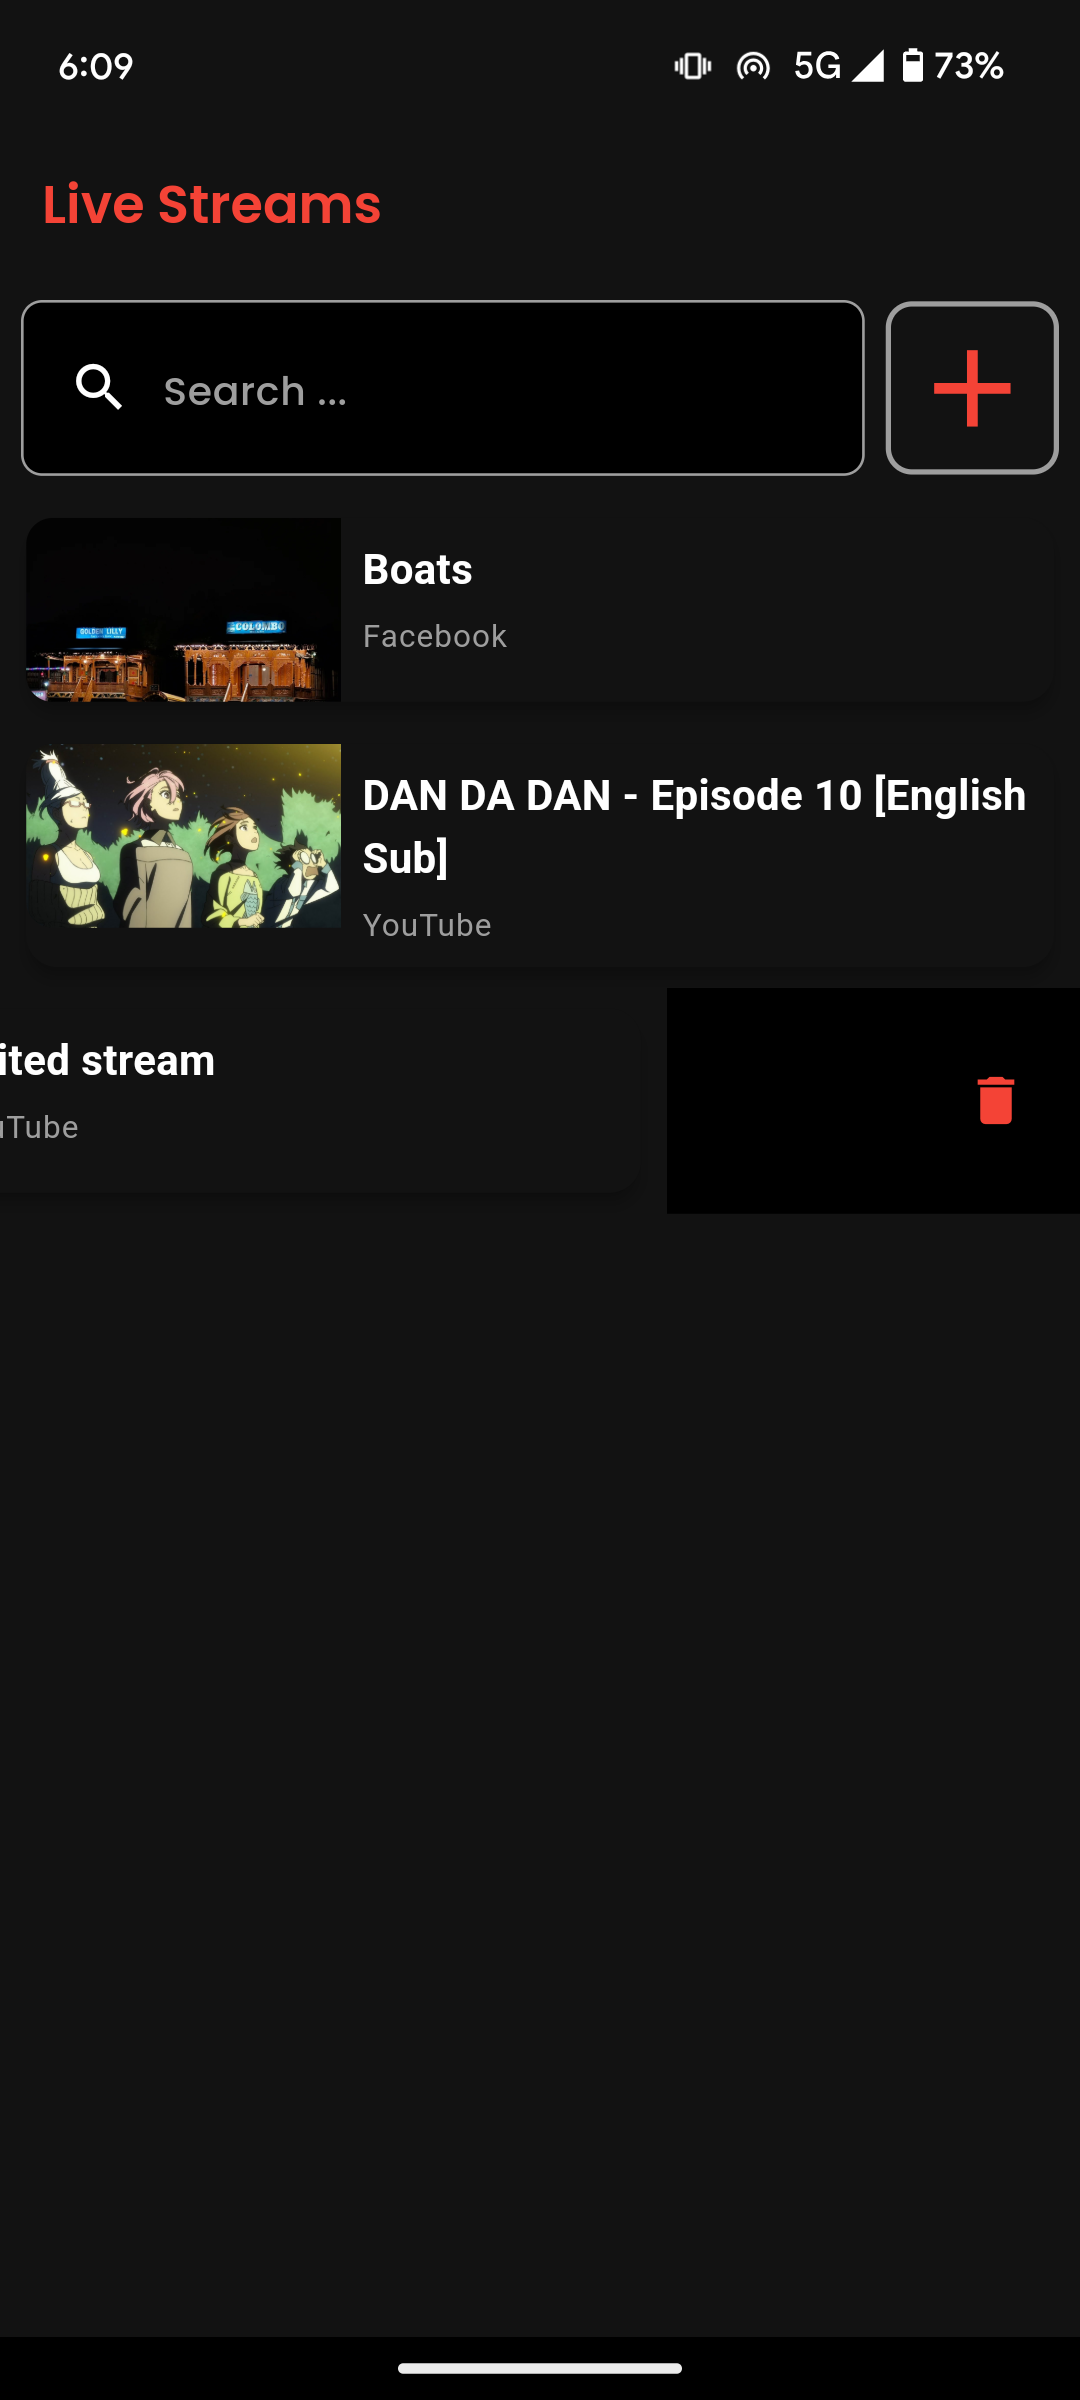 6:09
5G
73%
Live Streams
Search ...
Boats
Facebook
GOLDEN LILLY
COLOMBO
DAN DA DAN - Episode 10 [English
Sub]
YouTube
ited stream
uTube